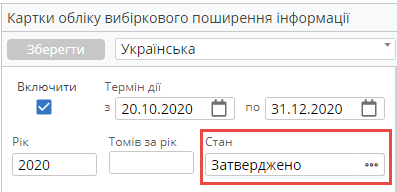 Картки обліку вибіркового поширення інформації
Зберегти Українська
Включити Термін дії
з 20.10.2020 по 31.12.2020
Рік Томів за рік Стан
2020 Затверджено